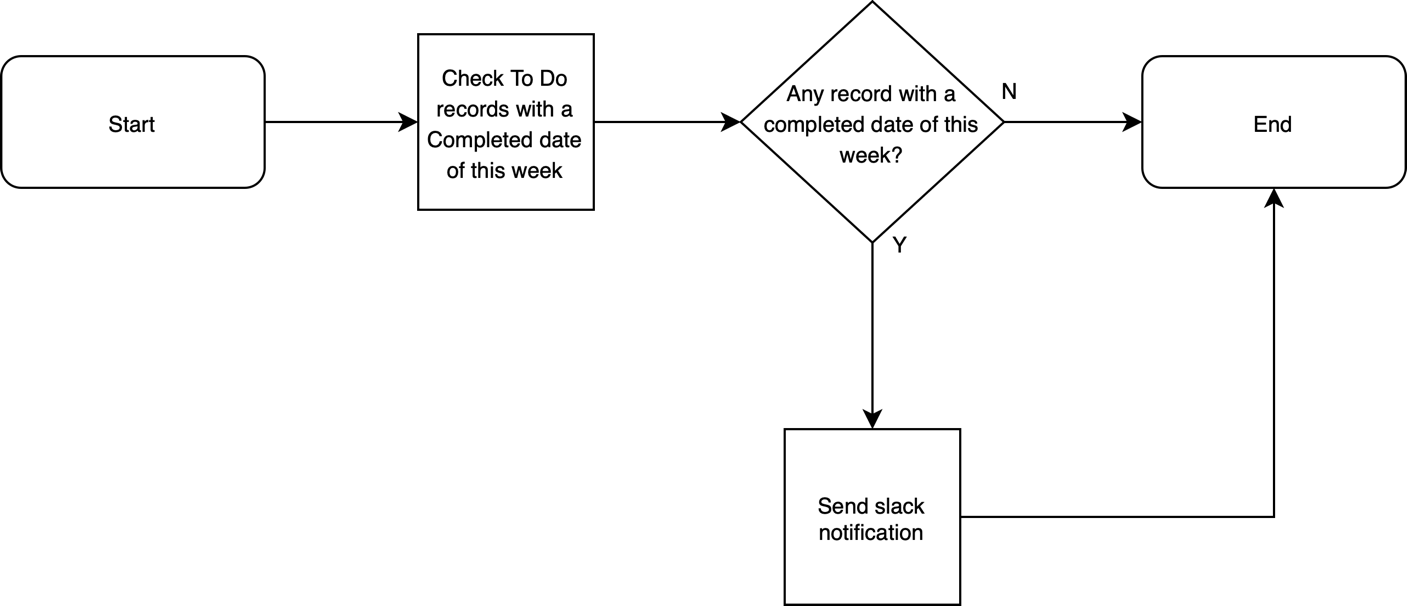 Start
Check To Do
records with a
Completed date
of this week
Any record with a
completed date of this
week?
N
End
Y
Send slack
notification